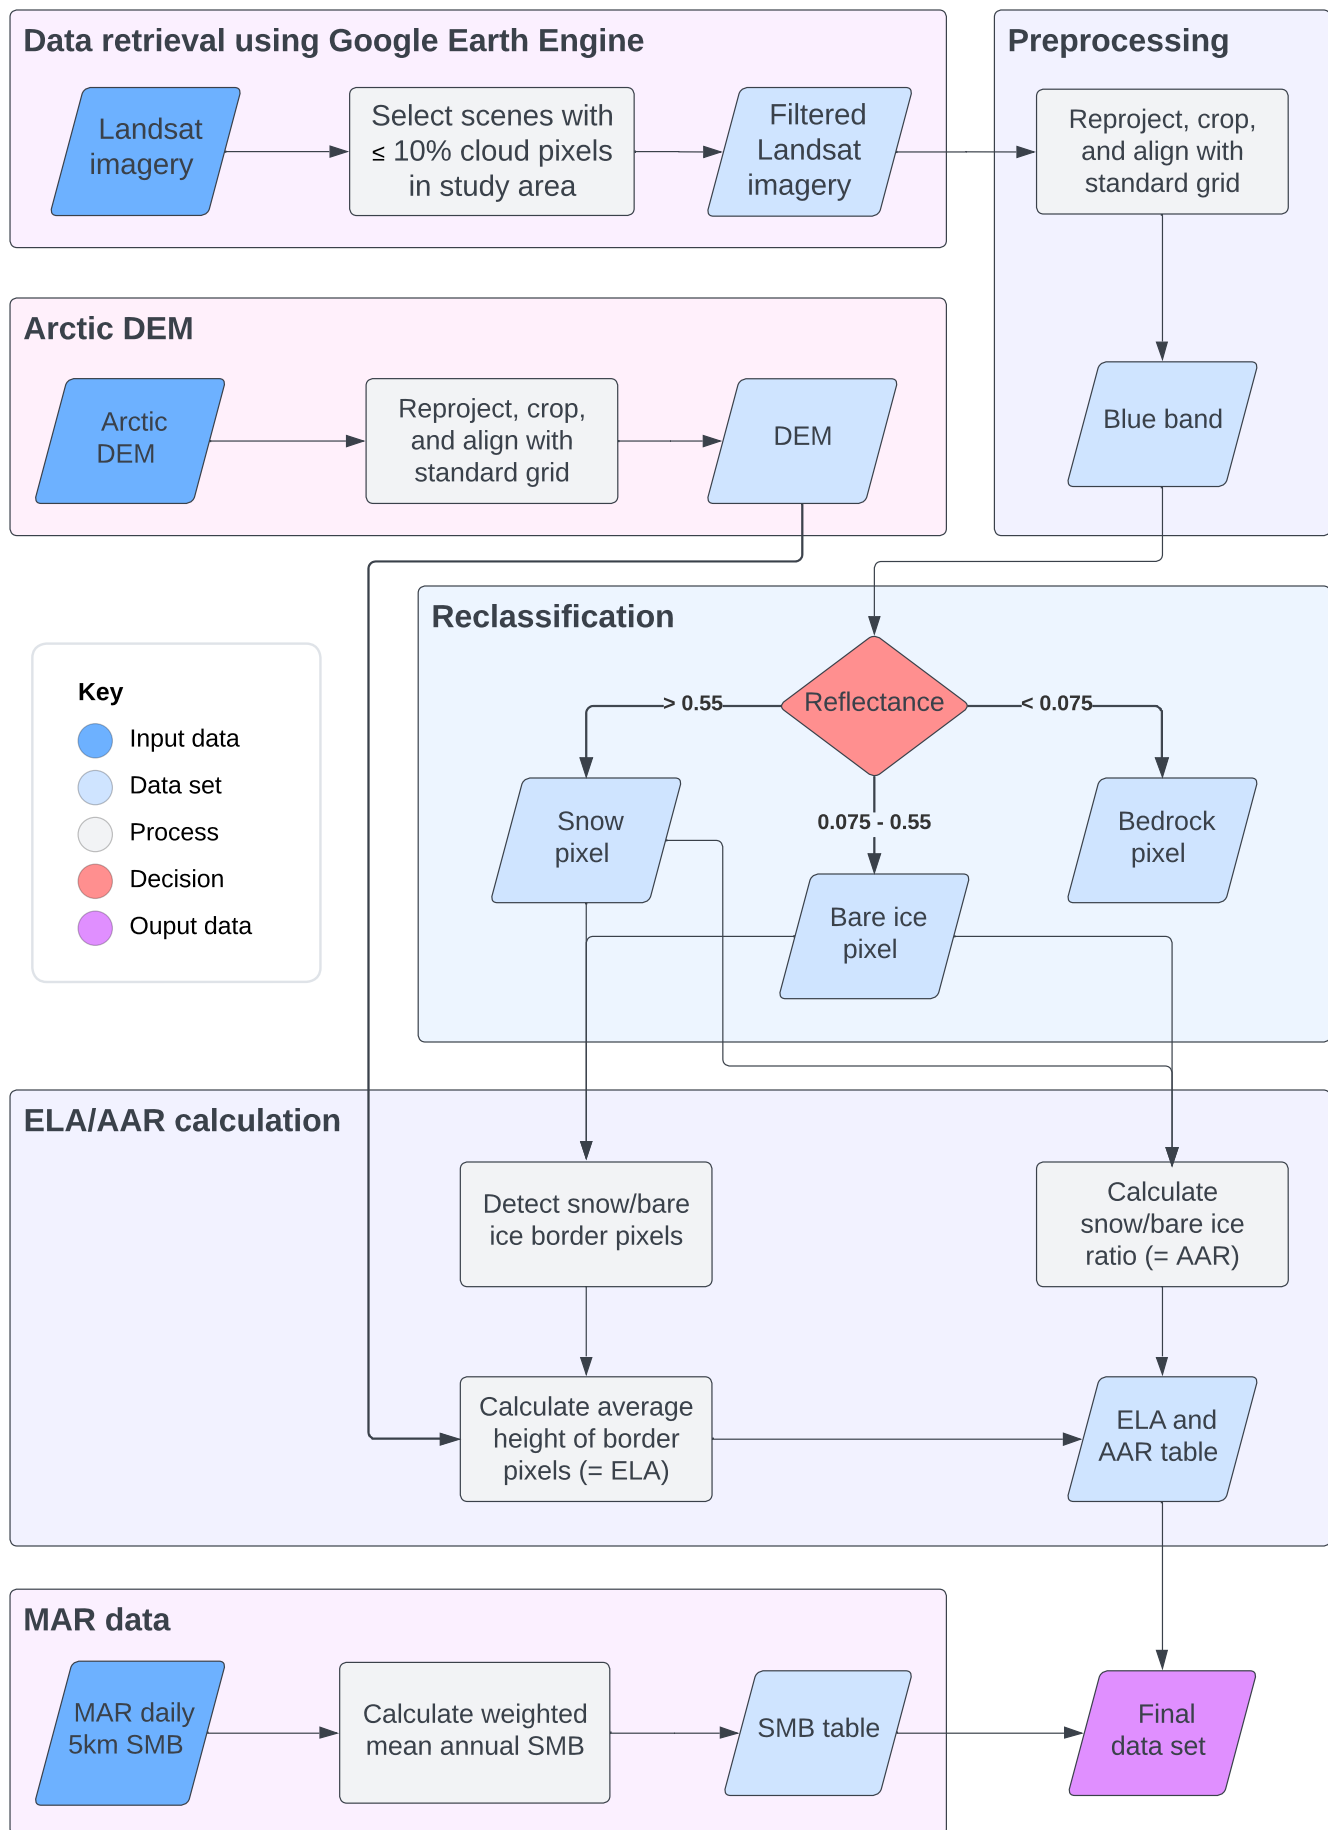 Data retrieval using Google Earth Engine
Landsat
imagery
Select scenes with
≤ 10% cloud pixels
in study area
Filtered
Landsat
imagery
Preprocessing
Reproject, crop,
and align with
standard grid
Blue band
Arctic DEM
Arctic
DEM
Reproject, crop,
and align with
standard grid
DEM
Reclassification
Reflectance
> 0.55
< 0.075
0.075 - 0.55
Snow
pixel
Bedrock
pixel
Bare ice
pixel
Key
Input data
Data set
Process
Decision
Ouput data
ELA/AAR calculation
Detect snow/bare
ice border pixels
Calculate
snow/bare ice
ratio (= AAR)
Calculate average
height of border
pixels (= ELA)
ELA and
AAR table
MAR data
MAR daily
5km SMB
Calculate weighted
mean annual SMB
SMB table
Final
data set